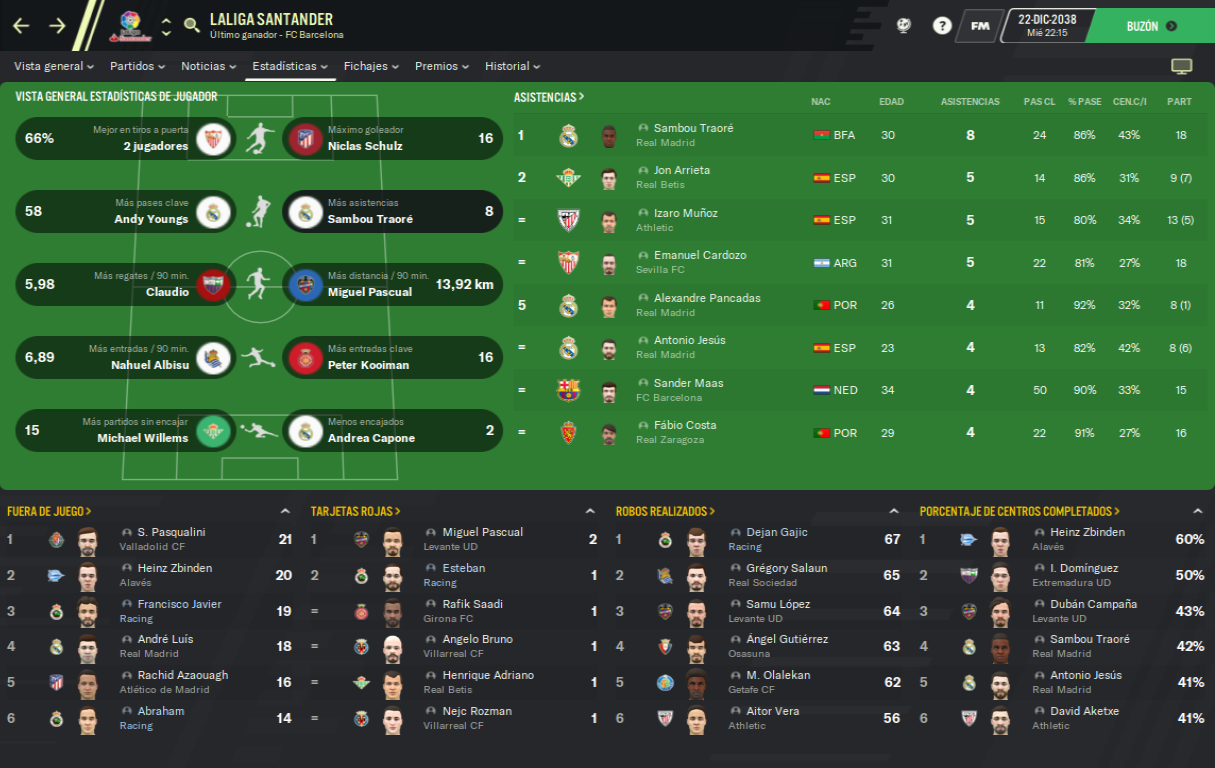 LALIGA SANTANDER
Último ganador - FC Barcelona
FM
22-DIC-2038
Mié 22:15
BUZÓN
Vista general Partidos Noticias Estadísticas Fichajes Premios Historial
VISTA GENERAL ESTADÍSTICAS DE JUGADOR
66% Mejor en tiros a puerta 2 jugadores
Máximo goleador Niclas Schulz 16
58 Más pases clave Andy Youngs
Más asistencias Sambou Traoré 8
5,98 Más regates / 90 min. Claudio
Más distancia / 90 min. Miguel Pascual 13,92 km
6,89 Más entradas / 90 min. Nahuel Albisu
Más entradas clave Peter Kooiman 16
15 Más partidos sin encajar Michael Willems
Menos encajados Andrea Capone 2
ASISTENCIAS > NAC EDAD ASISTENCIAS PAS CL % PASE CEN.C/I PART
1 Sambou Traoré Real Madrid BFA 30 8 24 86% 43% 18
2 Jon Arrieta Real Betis ESP 30 5 14 86% 31% 9 (7)
= Izaro Muñoz Athletic ESP 31 5 15 80% 34% 13 (5)
= Emanuel Cardozo Sevilla FC ARG 31 5 22 81% 27% 18
5 Alexandre Pancadas Real Madrid POR 26 4 11 92% 32% 8 (1)
= Antonio Jesús Real Madrid ESP 23 4 13 82% 42% 8 (6)
= Sander Maas FC Barcelona NED 34 4 50 90% 33% 15
= Fábio Costa Real Zaragoza POR 29 4 22 91% 27% 16
FUERA DE JUEGO >
1 S. Pasqualini Valladolid CF 21
2 Heinz Zbinden Alavés 20
3 Francisco Javier Racing 19
4 André Luís Real Madrid 18
5 Rachid Azaouagh Atlético de Madrid 16
6 Abraham Racing 14
TARJETAS ROJAS >
1 Miguel Pascual Levante UD 2
2 Esteban Racing 1
= Rafik Saadi Girona FC 1
= Angelo Bruno Villarreal CF 1
= Henrique Adriano Real Betis 1
= Nejc Rozman Villarreal CF 1
ROBOS REALIZADOS >
1 Dejan Gajic Racing 67
2 Grégory Salaun Real Sociedad 65
3 Samu López Levante UD 64
4 Ángel Gutiérrez Osasuna 63
5 M. Olalekan Getafe CF 62
6 Aitor Vera Athletic 56
PORCENTAJE DE CENTROS COMPLETADOS >
1 Heinz Zbinden Alavés 60%
2 I. Domínguez Extremadura UD 50%
3 Dubán Campaña Levante UD 43%
4 Sambou Traoré Real Madrid 42%
5 Antonio Jesús Real Madrid 41%
6 David Aketxe Athletic 41%